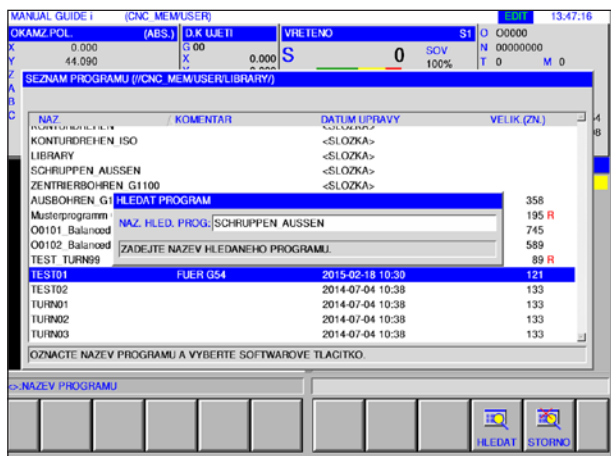 MANUAL GUIDE i (CNC_MEM/USER) EDIT 13:47:16
OKAMZ.POL. (ABS.) D.K UJETI VRETENO S1 O O0000
X 0.000 G 00 N 00000000
Y 44.090 X 0.000 S 0 SOV 100% T 0 M 0
Z SEZNAM PROGRAMU (//CNC_MEM/USER/LIBRARY/)
A
B
C NAZ. / KOMENTAR DATUM UPRAVY VELIK.(ZN.)
KONTURDREHEN <SLOZKA>
KONTURDREHEN_ISO <SLOZKA>
LIBRARY <SLOZKA>
SCHRUPPEN_AUSSEN <SLOZKA>
ZENTRIERBOHREN_G1100 <SLOZKA>
AUSBOHREN_G1 HLEDAT PROGRAM 358
Musterprogramm 195 R
NAZ. HLED. PROG: SCHRUPPEN_AUSSEN
O0101_Balanced 745
O0102_Balanced 589
ZADEJTE NAZEV HLEDANEHO PROGRAMU.
TEST_TURN99 89 R
TEST01 FUER G54 2015-02-18 10:30 121
TEST02 2014-07-04 10:38 133
TURN01 2014-07-04 10:38 133
TURN02 2014-07-04 10:38 133
TURN03 2014-07-04 10:38 133
OZNACTE NAZEV PROGRAMU A VYBERTE SOFTWAROVE TLACITKO.
:NAZEV PROGRAMU
HLEDAT STORNO